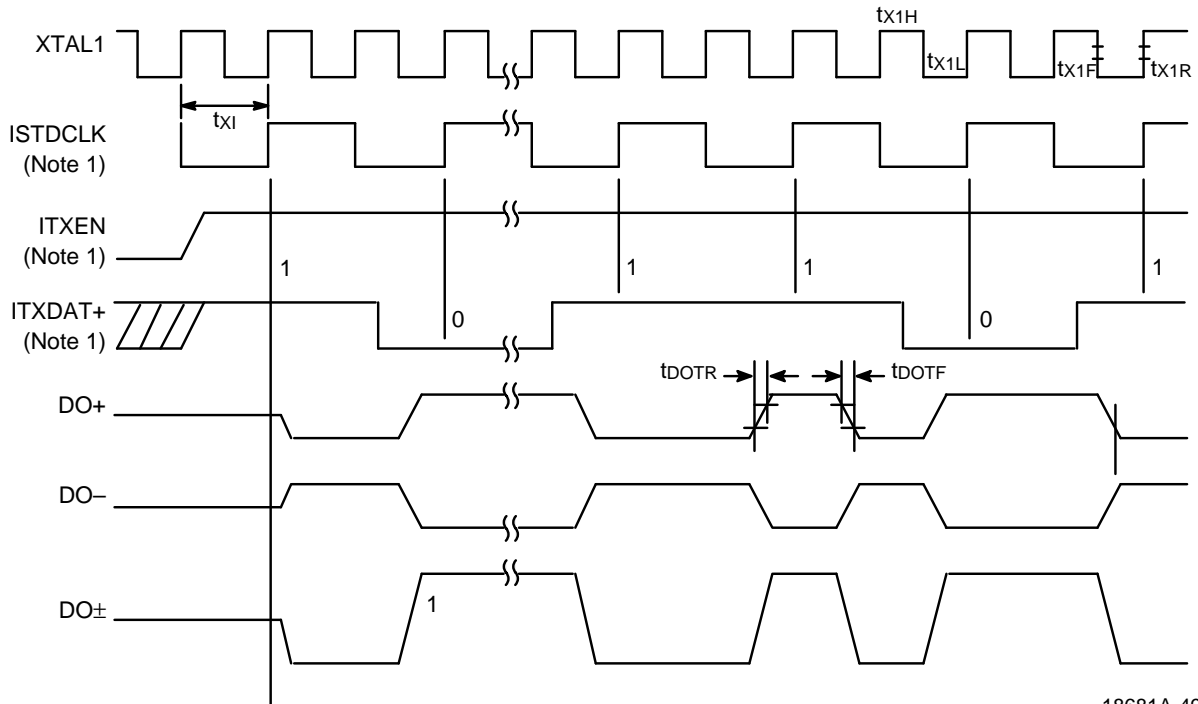 tX1H
XTAL1
tX1L
tX1F
tX1R
tXI
ISTDCLK
(Note 1)
ITXEN
(Note 1)
1
1
1
1
ITXDAT+
(Note 1)
0
0
tDOTR
tDOTF
DO+
DO–
DO±
1